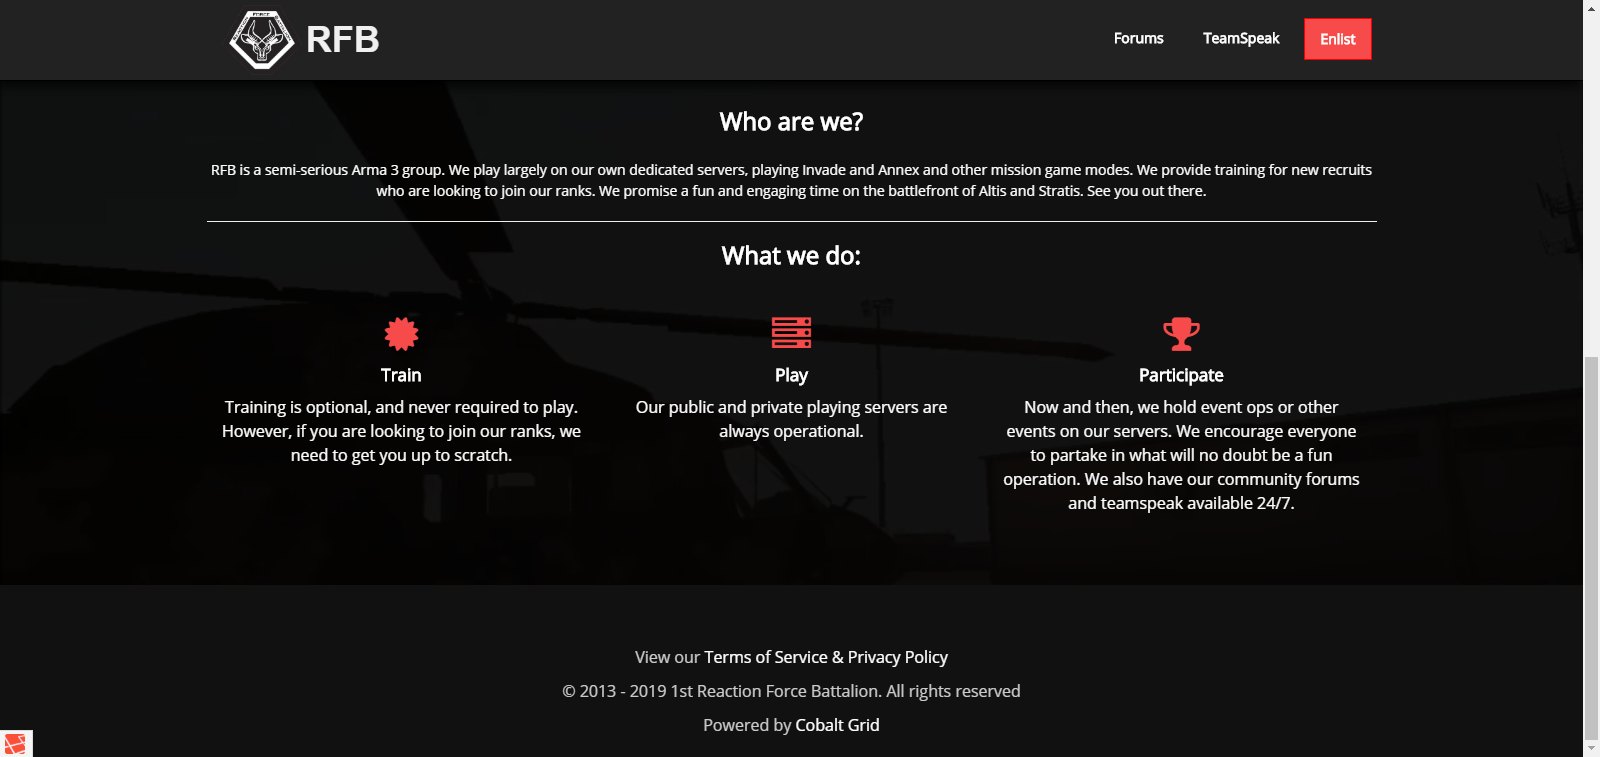 FORCE
RFB
Forums
TeamSpeak
Enlist
Who are we?
RFB is a semi-serious Arma 3 group. We play largely on our own dedicated servers, playing Invade and Annex and other mission game modes. We provide training for new recruits
who are looking to join our ranks. We promise a fun and engaging time on the battlefront of Altis and Stratis. See you out there.
What we do:
Train
Training is optional, and never required to play.
However, if you are looking to join our ranks, we
need to get you up to scratch.
Play
Our public and private playing servers are
always operational.
Participate
Now and then, we hold event ops or other
events on our servers. We encourage everyone
to partake in what will no doubt be a fun
operation. We also have our community forums
and teamspeak available 24/7.
View our Terms of Service & Privacy Policy
© 2013 - 2019 1st Reaction Force Battalion. All rights reserved
Powered by Cobalt Grid